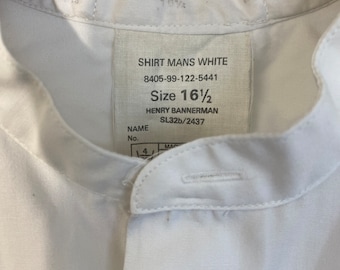 SHIRT MANS WHITE
8405-99-122-5441
Size 16½
HENRY BANNERMAN
SL32b/2437
NAME
No.
4